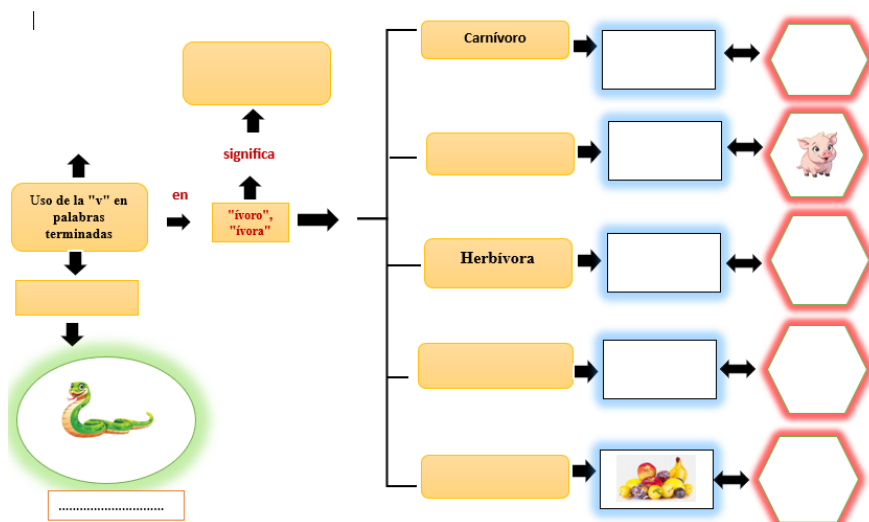 Carnívoro
significa
Uso de la "v" en
palabras
terminadas
en
"ívoro",
"ívora"
Herbívora
................................